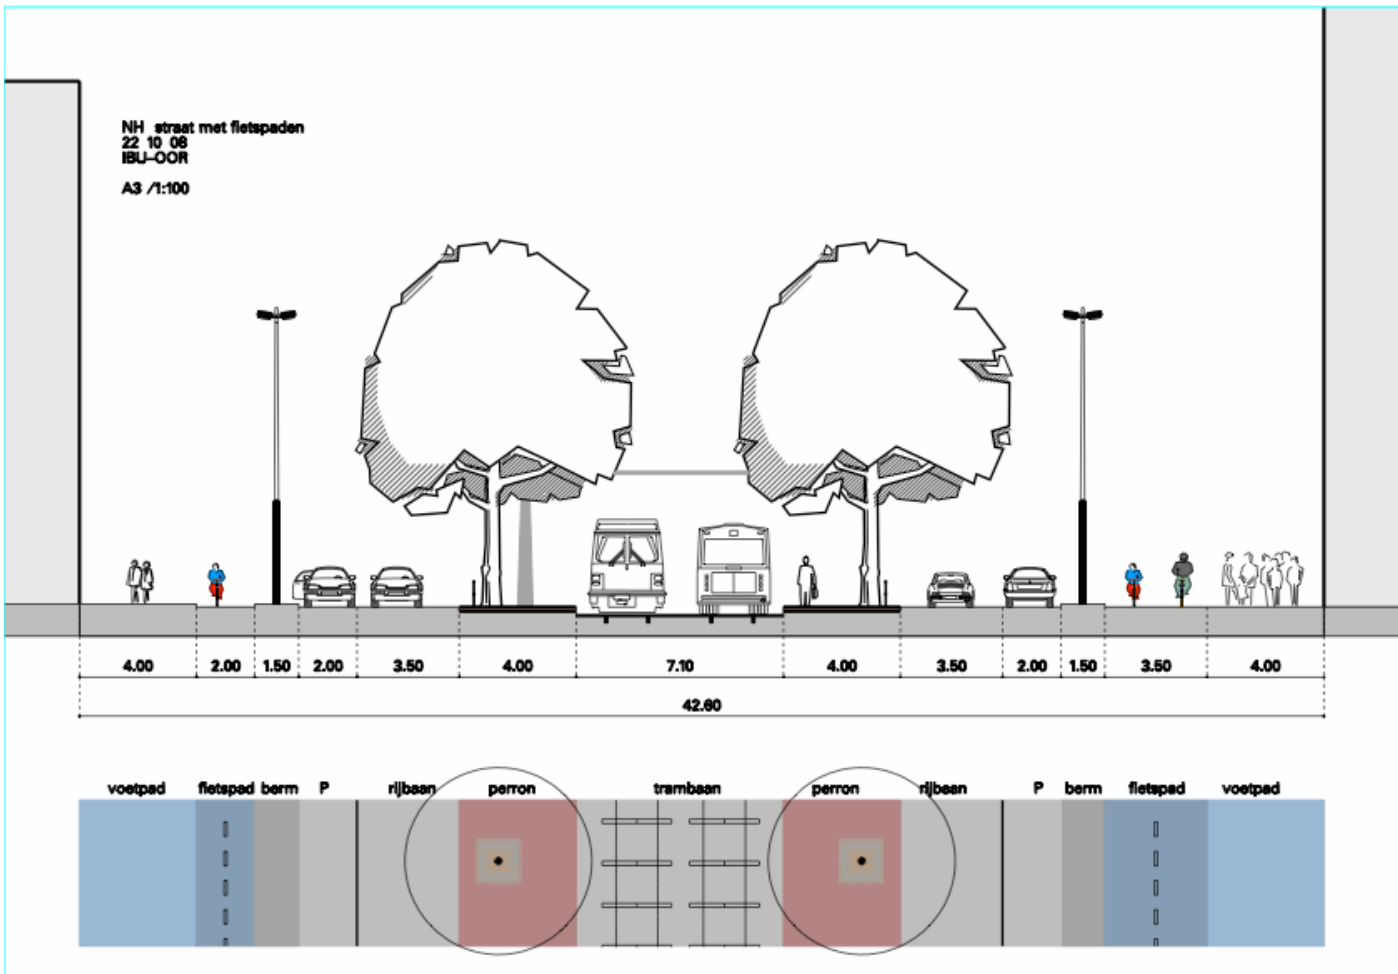 NH straat met fietspaden
22 10 08
IBU-OOR
A3 /1:100
4.00 2.00 1.50 2.00 3.50 4.00 7.10 4.00 3.50 2.00 1.50 3.50 4.00
42.60
voetpad fietspad berm P rijbaan perron trambaan perron rijbaan P berm fietspad voetpad